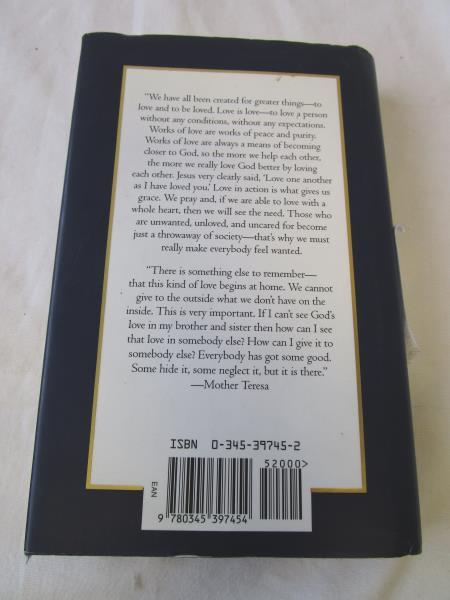 "We have all been created for greater things—to
love and to be loved. Love is love—to love a person
without any conditions, without any expectations.
Works of love are works of peace and purity.
Works of love are always a means of becoming
closer to God, so the more we help each other,
the more we really love God better by loving
each other. Jesus very clearly said, 'Love one another
as I have loved you.' Love in action is what gives us
grace. We pray and, if we are able to love with a
whole heart, then we will see the need. Those who
are unwanted, unloved, and uncared for become
just a throwaway of society—that's why we must
really make everybody feel wanted.
"There is something else to remember—
that this kind of love begins at home. We cannot
give to the outside what we don't have on the
inside. This is very important. If I can't see God's
love in my brother and sister then how can I see
that love in somebody else? How can I give it to
somebody else? Everybody has got some good.
Some hide it, some neglect it, but it is there."
—Mother Teresa
ISBN 0-345-39745-2
52000>
EAN
9 780345 397454